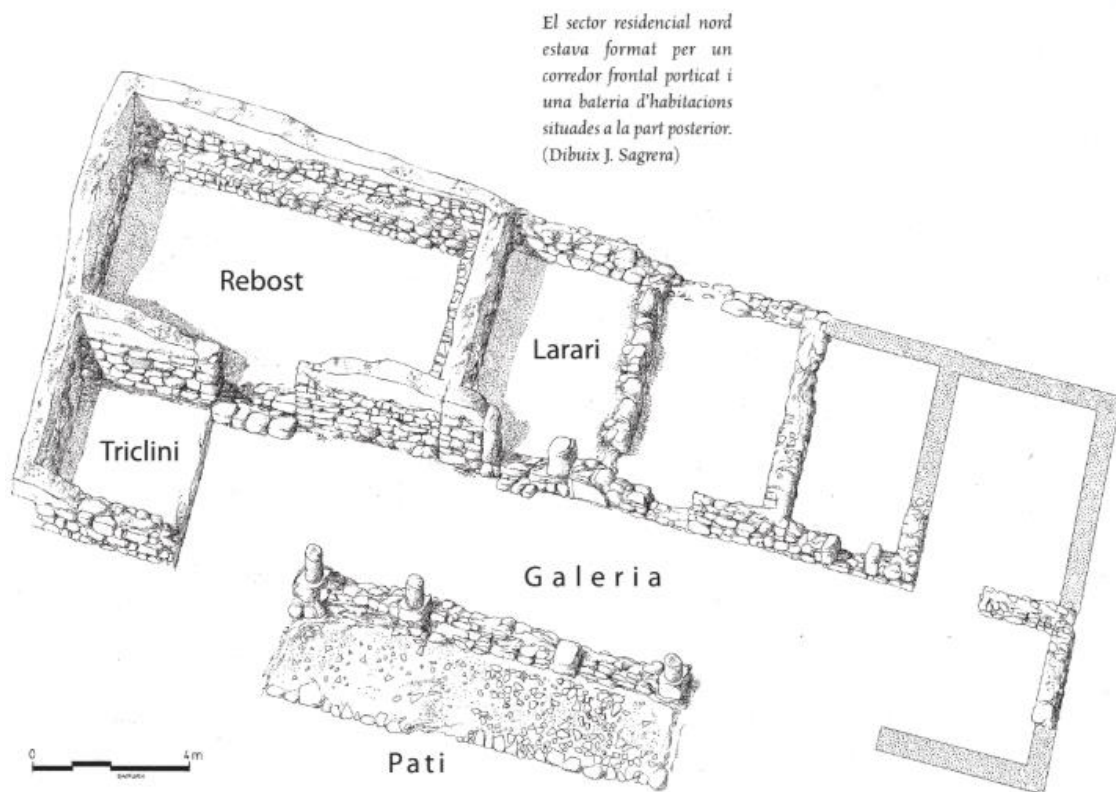 El sector residencial nord
estava format per un
corredor frontal porticat i
una bateria d'habitacions
situades a la part posterior.
(Dibuix J. Sagrera)
Rebost
Larari
Triclini
Galeria
Pati
0 4 m